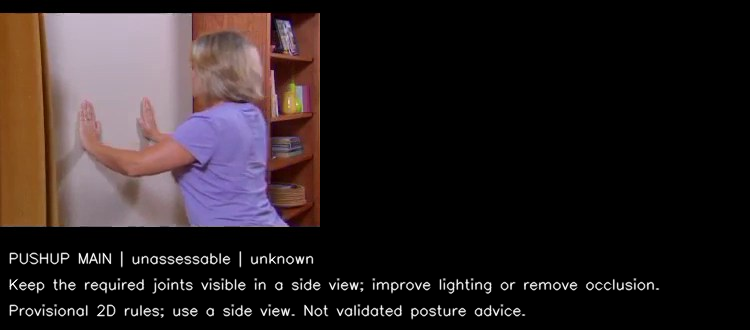 PUSHUP MAIN | unassessable | unknown
Keep the required joints visible in a side view; improve lighting or remove occlusion.
Provisional 2D rules; use a side view. Not validated posture advice.